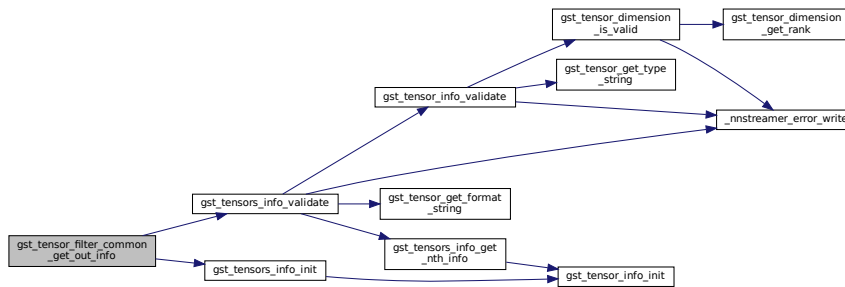 gst_tensor_filter_common
_get_out_info
gst_tensors_info_validate
gst_tensors_info_init
gst_tensor_info_validate
gst_tensor_get_format
_string
gst_tensors_info_get
_nth_info
gst_tensor_dimension
_is_valid
gst_tensor_get_type
_string
gst_tensor_info_init
gst_tensor_dimension
_get_rank
_nnstreamer_error_write